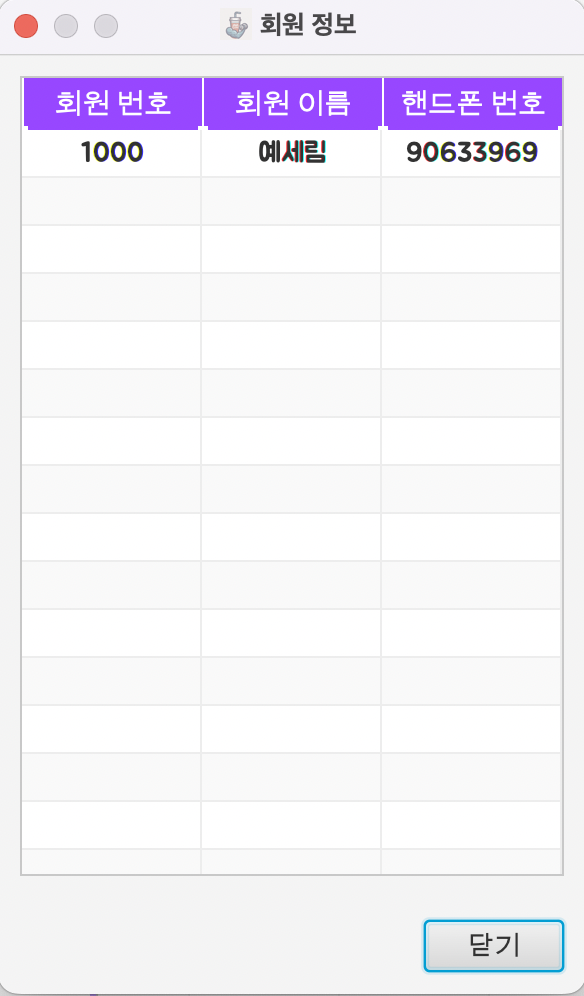 회원 정보
회원 번호 회원 이름 핸드폰 번호
1000 예세림 90633969
닫기